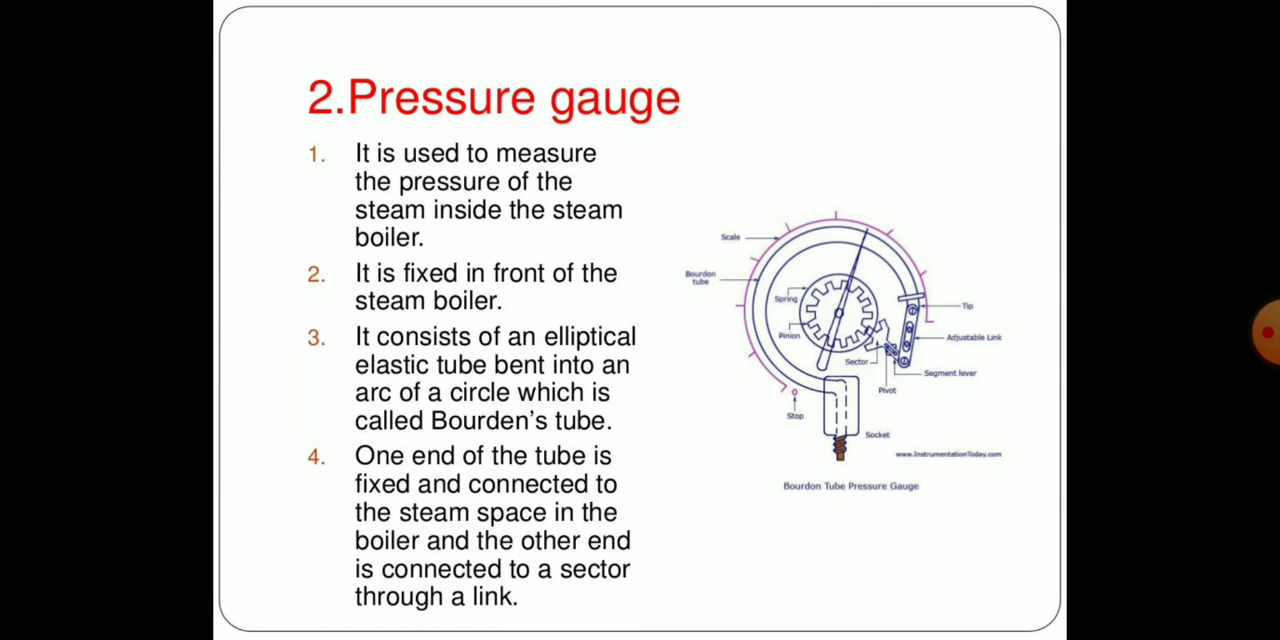 2.Pressure gauge
1. It is used to measure
the pressure of the
steam inside the steam
boiler.
2. It is fixed in front of the
steam boiler.
3. It consists of an elliptical
elastic tube bent into an
arc of a circle which is
called Bourden’s tube.
4. One end of the tube is
fixed and connected to
the steam space in the
boiler and the other end
is connected to a sector
through a link.
Scale
Bourdon
tube
Spring
Pinion
Sector
Tip
Adjustable Link
Segment lever
Pivot
Stop
Socket
www.InstrumentationToday.com
Bourdon Tube Pressure Gauge